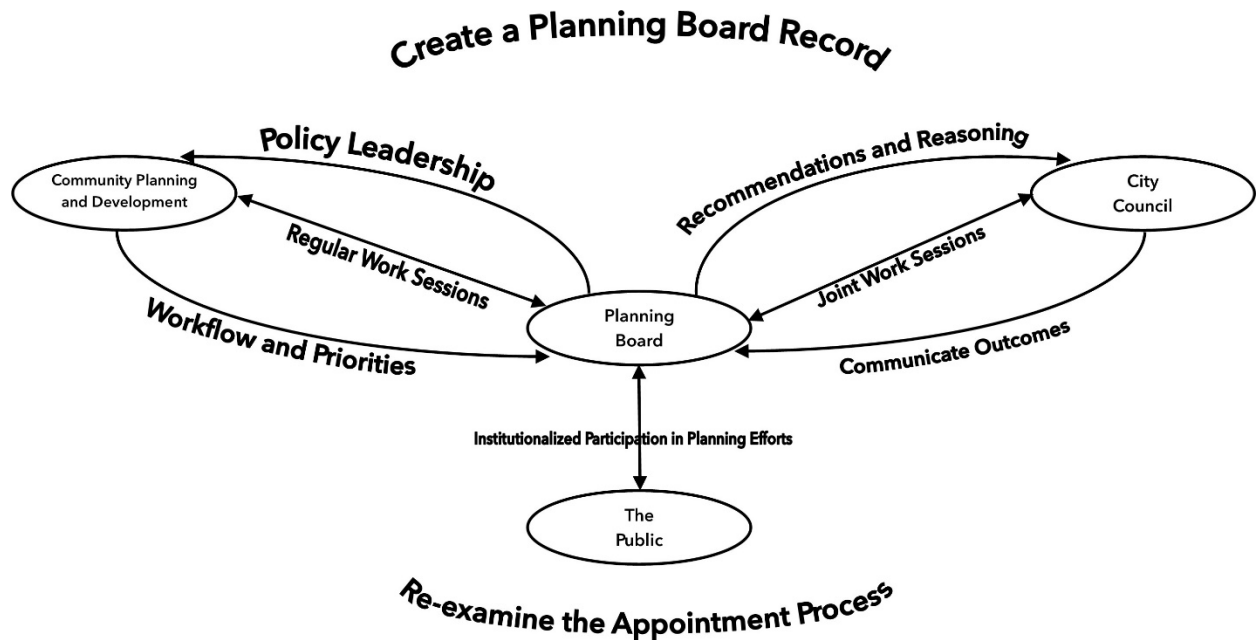 Create a Planning Board Record
Policy Leadership
Recommendations and Reasoning
Community Planning
and Development
City
Council
Regular Work Sessions
Joint Work Sessions
Workflow and Priorities
Planning
Board
Communicate Outcomes
Institutionalized Participation in Planning Efforts
The
Public
Re-examine the Appointment Process